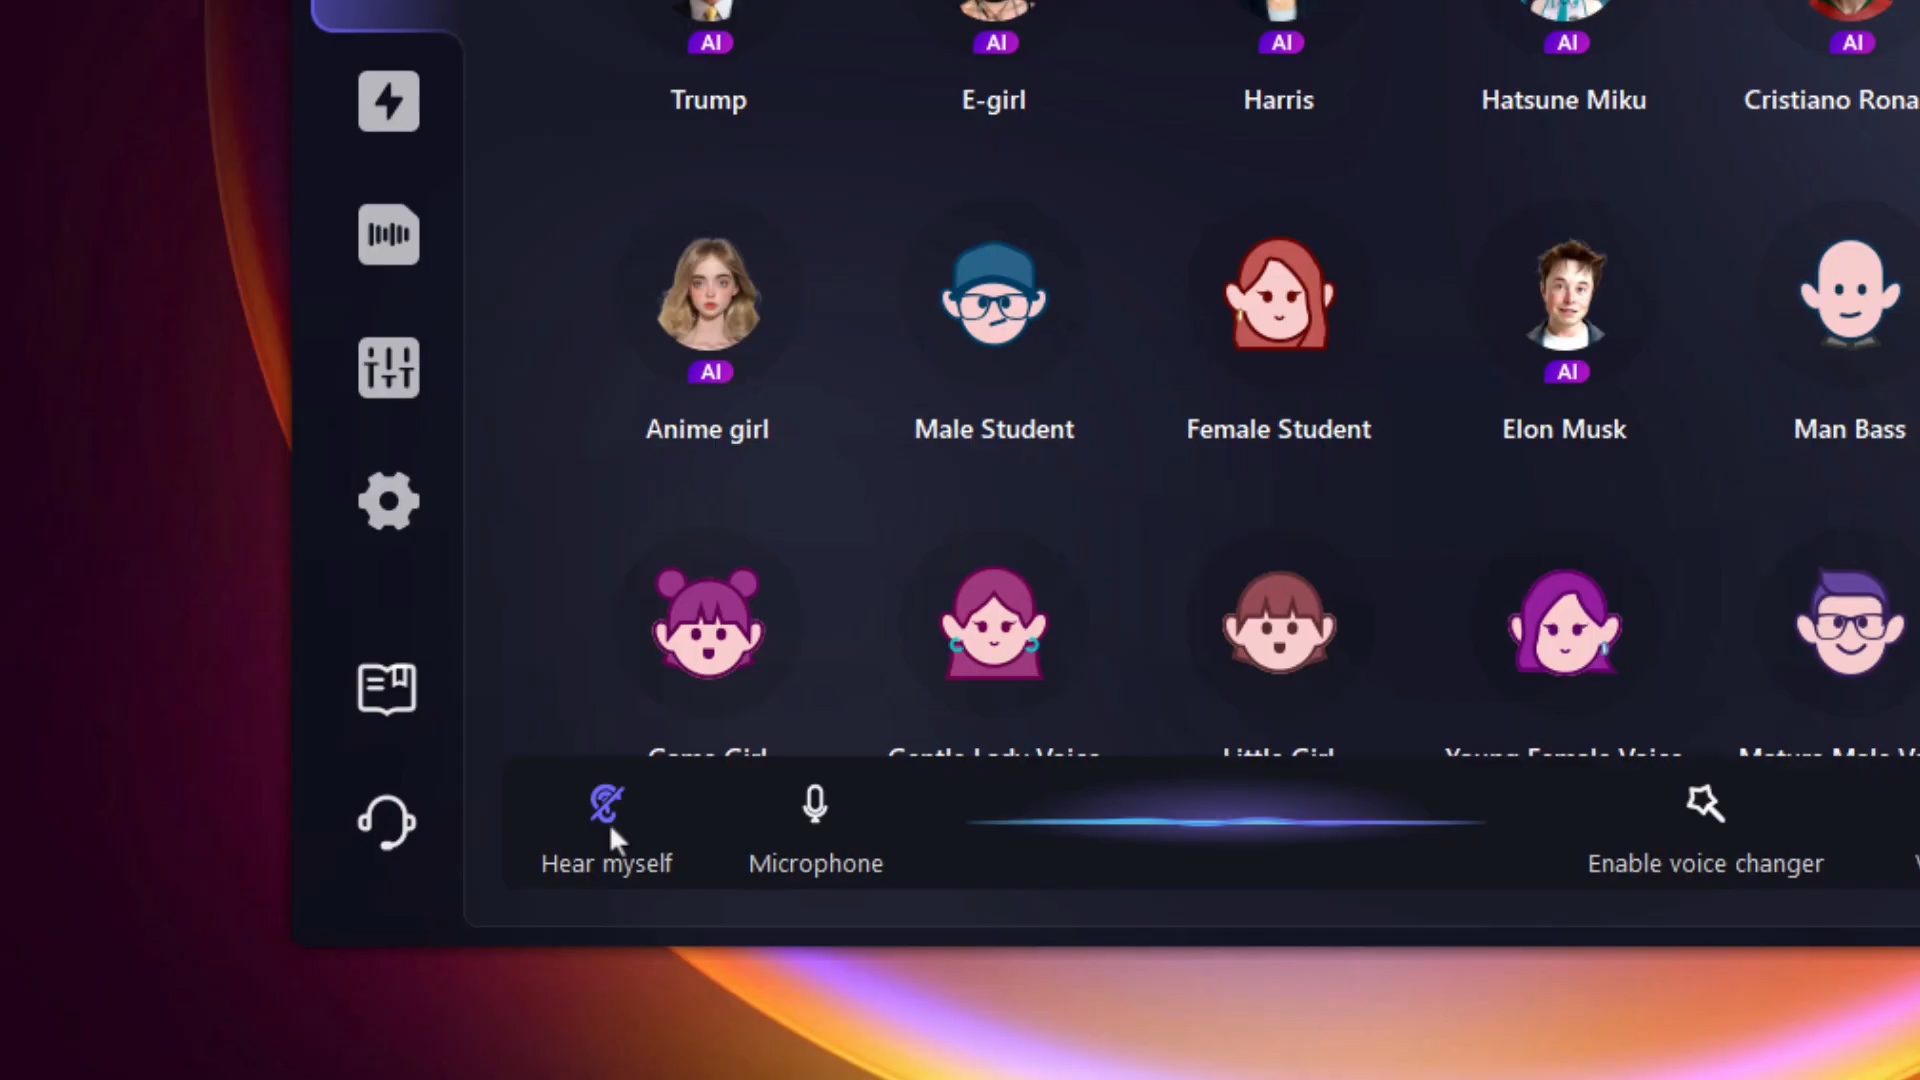 AI AI AI AI AI
Trump E-girl Harris Hatsune Miku Cristiano Rona
AI AI
Anime girl Male Student Female Student Elon Musk Man Bass
Hear myself Microphone Enable voice changer